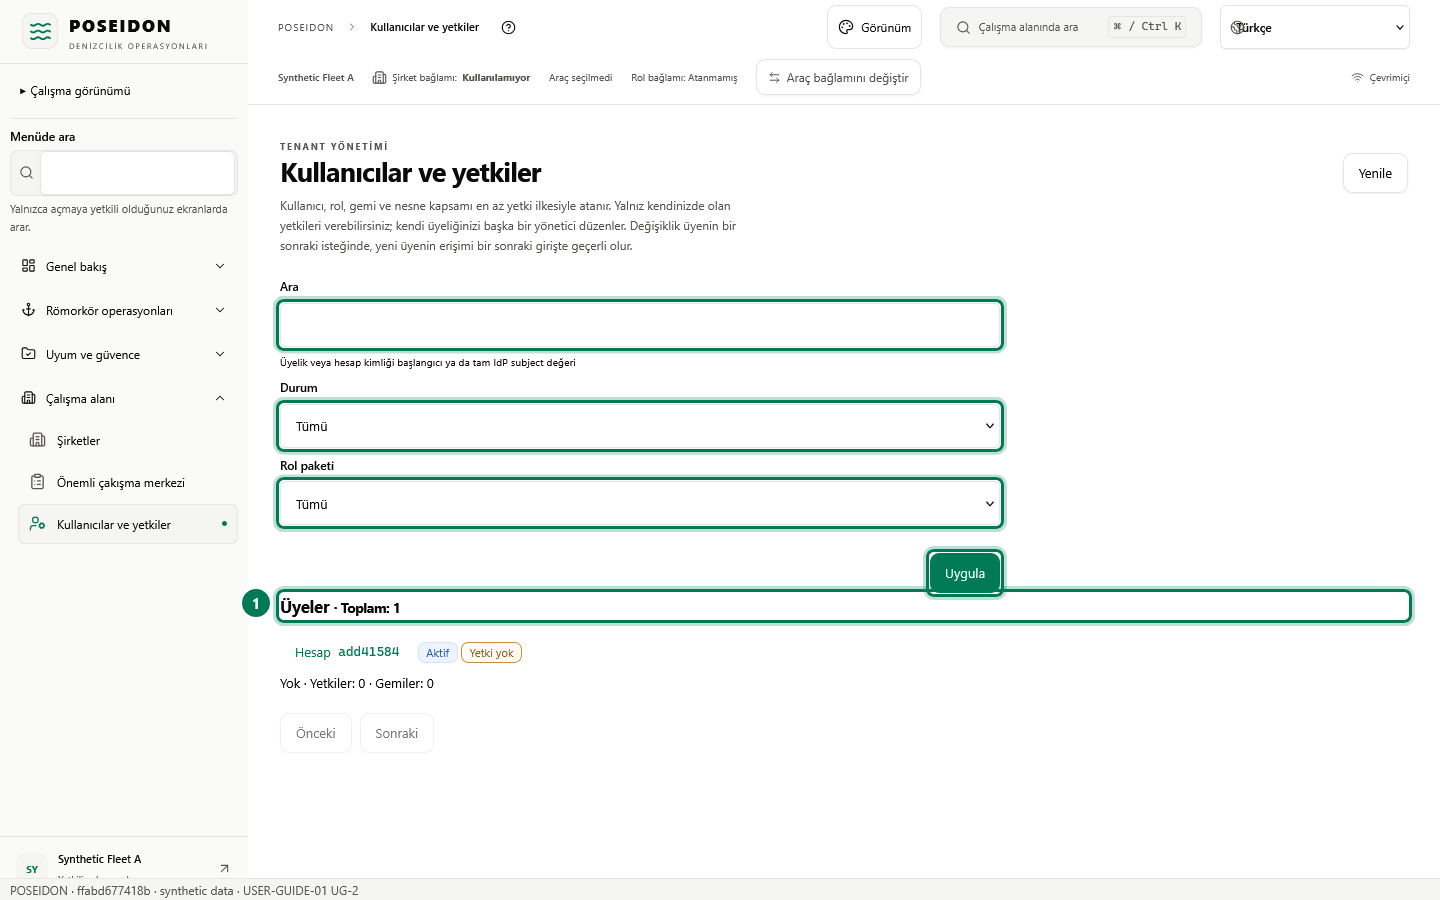 POSEIDON
DENİZCİLİK OPERASYONLARI
POSEIDON
Kullanıcılar ve yetkiler
Görünüm
Çalışma alanında ara
⌘ / Ctrl K
Türkçe
Synthetic Fleet A
Şirket bağlamı: Kullanılamıyor
Araç seçilmedi
Rol bağlamı: Atanmamış
Araç bağlamını değiştir
Çevrimiçi
Çalışma görünümü
Menüde ara
Yalnızca açmaya yetkili olduğunuz ekranlarda
arar.
Genel bakış
Römorkör operasyonları
Uyum ve güvence
Çalışma alanı
Şirketler
Önemli çakışma merkezi
Kullanıcılar ve yetkiler
TENANT YÖNETİMİ
Kullanıcılar ve yetkiler
Yenile
Kullanıcı, rol, gemi ve nesne kapsamı en az yetki ilkesiyle atanır. Yalnız kendinizde olan
yetkileri verebilirsiniz; kendi üyeliğinizi başka bir yönetici düzenler. Değişiklik üyenin bir
sonraki isteğinde, yeni üyenin erişimi bir sonraki girişte geçerli olur.
Ara
Üyelik veya hesap kimliği başlangıcı ya da tam IdP subject değeri
Durum
Tümü
Rol paketi
Tümü
Uygula
1
Üyeler · Toplam: 1
Hesap add41584
Aktif
Yetki yok
Yok · Yetkiler: 0 · Gemiler: 0
Önceki
Sonraki
SY
Synthetic Fleet A
POSEIDON · ffabd677418b · synthetic data · USER-GUIDE-01 UG-2